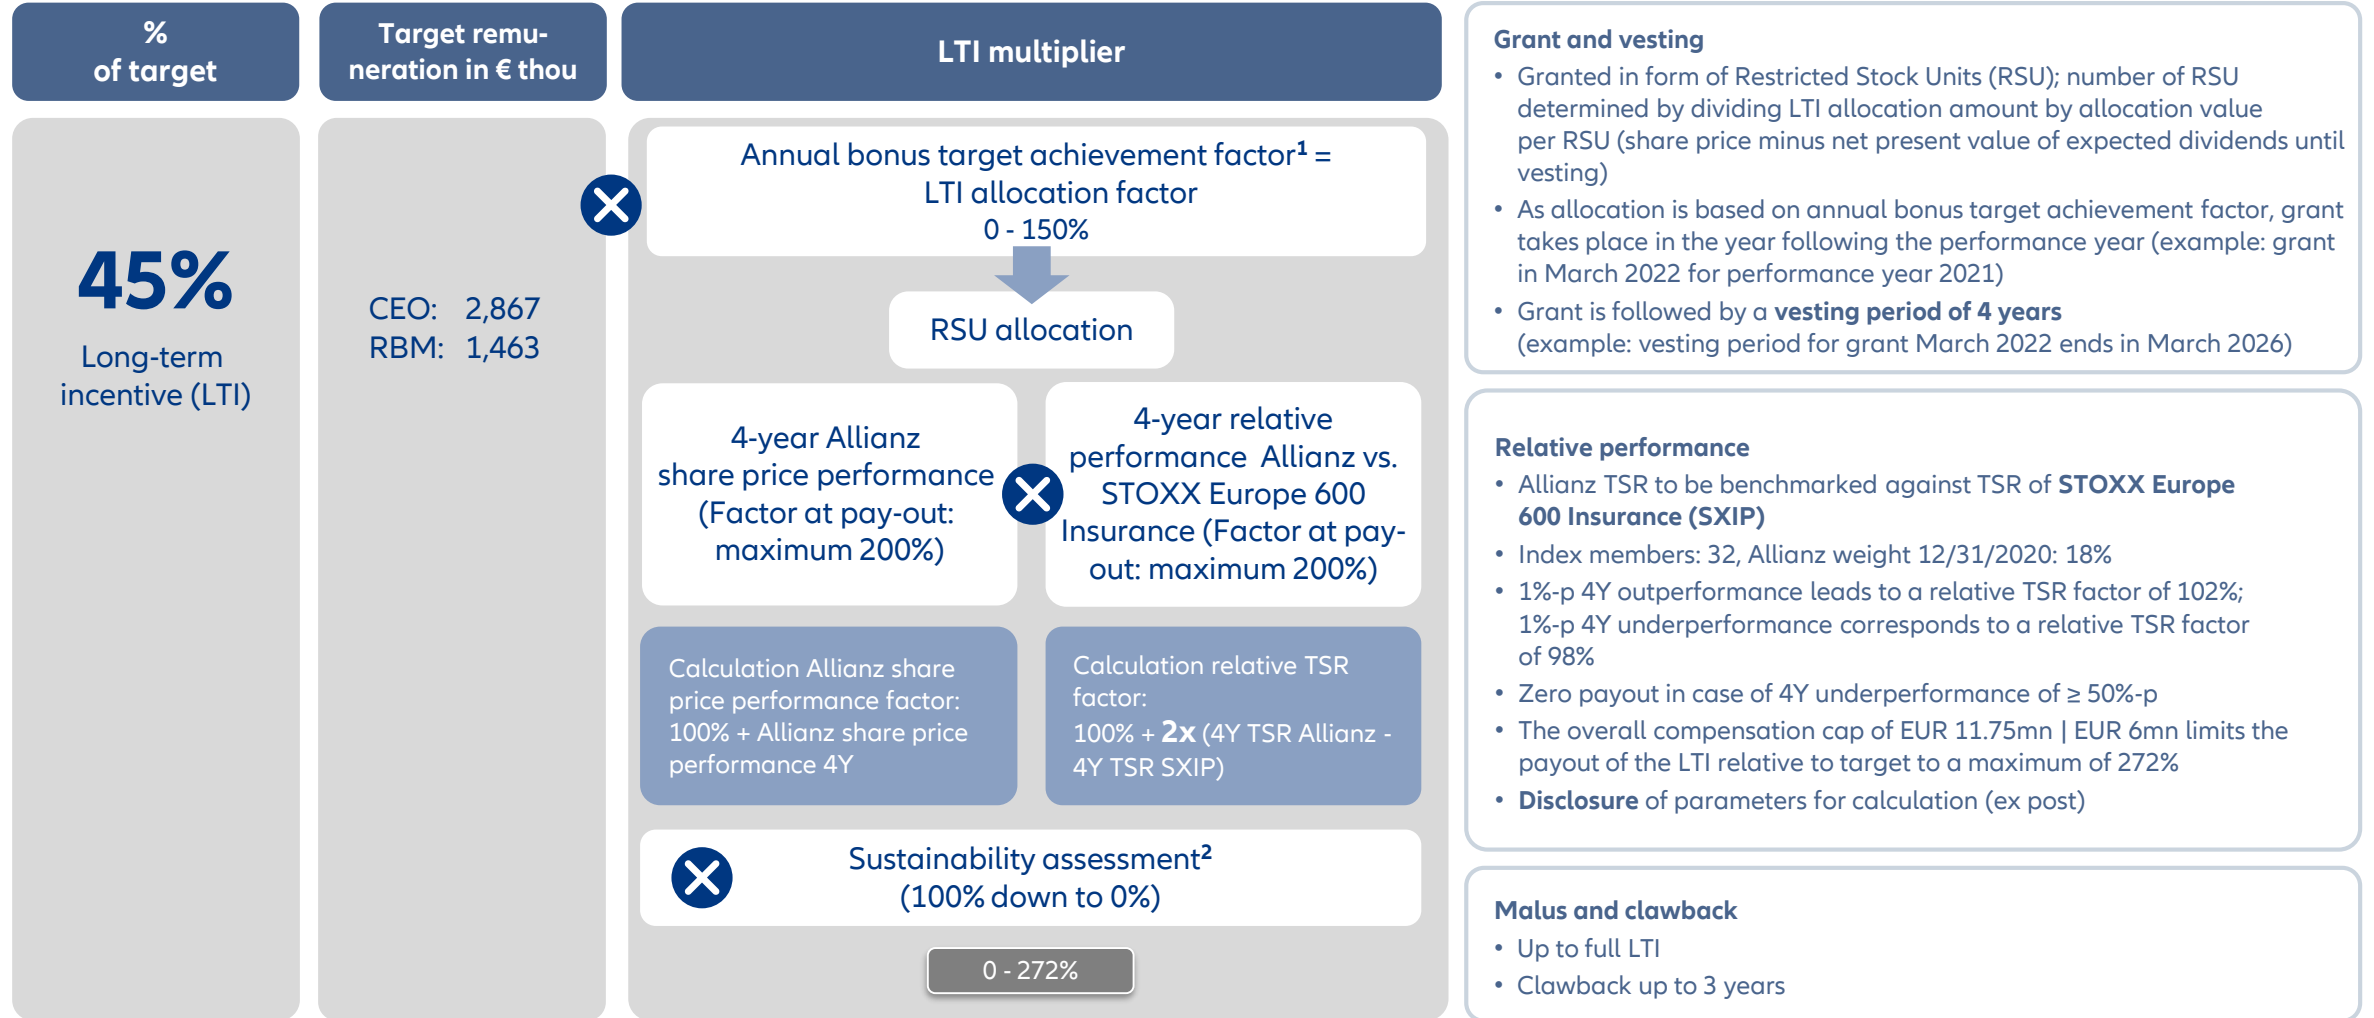 %
of target
Target remu-
neration in € thou
LTI multiplier
45%
Long-term
incentive (LTI)
CEO: 2,867
RBM: 1,463
Annual bonus target achievement factor¹ =
LTI allocation factor
0 - 150%
RSU allocation
4-year Allianz
share price performance
(Factor at pay-out:
maximum 200%)
4-year relative
performance Allianz vs.
STOXX Europe 600
Insurance (Factor at pay-
out: maximum 200%)
Calculation Allianz share
price performance factor:
100% + Allianz share price
performance 4Y
Calculation relative TSR
factor:
100% + 2x (4Y TSR Allianz -
4Y TSR SXIP)
Sustainability assessment²
(100% down to 0%)
0 - 272%
Grant and vesting
• Granted in form of Restricted Stock Units (RSU); number of RSU
determined by dividing LTI allocation amount by allocation value
per RSU (share price minus net present value of expected dividends until
vesting)
• As allocation is based on annual bonus target achievement factor, grant
takes place in the year following the performance year (example: grant
in March 2022 for performance year 2021)
• Grant is followed by a vesting period of 4 years
(example: vesting period for grant March 2022 ends in March 2026)
Relative performance
• Allianz TSR to be benchmarked against TSR of STOXX Europe
600 Insurance (SXIP)
• Index members: 32, Allianz weight 12/31/2020: 18%
• 1%-p 4Y outperformance leads to a relative TSR factor of 102%;
1%-p 4Y underperformance corresponds to a relative TSR factor
of 98%
• Zero payout in case of 4Y underperformance of ≥ 50%-p
• The overall compensation cap of EUR 11.75mn | EUR 6mn limits the
payout of the LTI relative to target to a maximum of 272%
• Disclosure of parameters for calculation (ex post)
Malus and clawback
• Up to full LTI
• Clawback up to 3 years